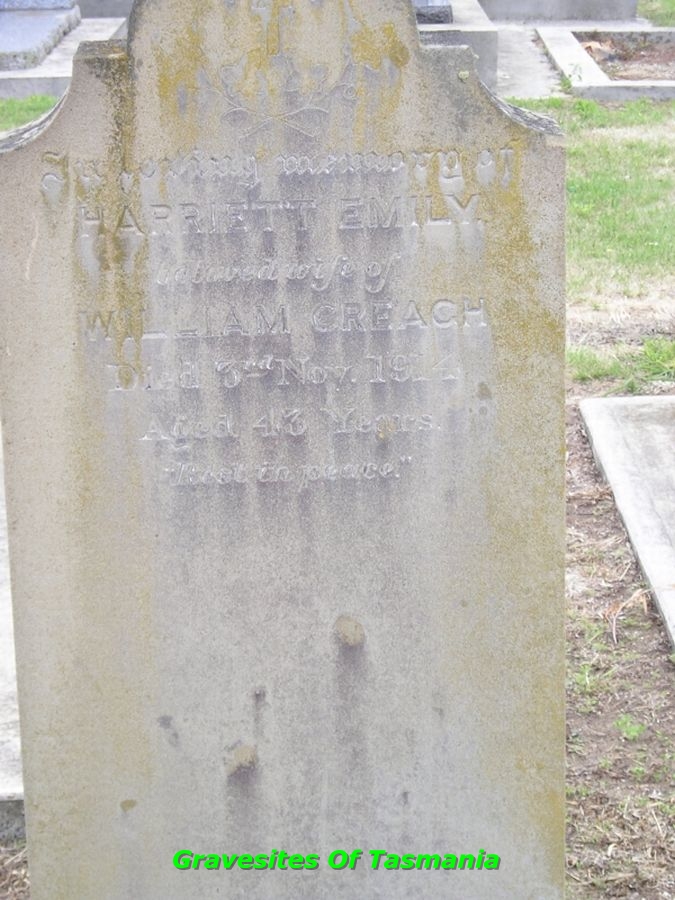 In loving memory of
HARRIETT EMILY,
beloved wife of
WILLIAM CREACH
Died 3rd Nov. 1914
Aged 43 Years.
"Rest in peace."
Gravesites Of Tasmania